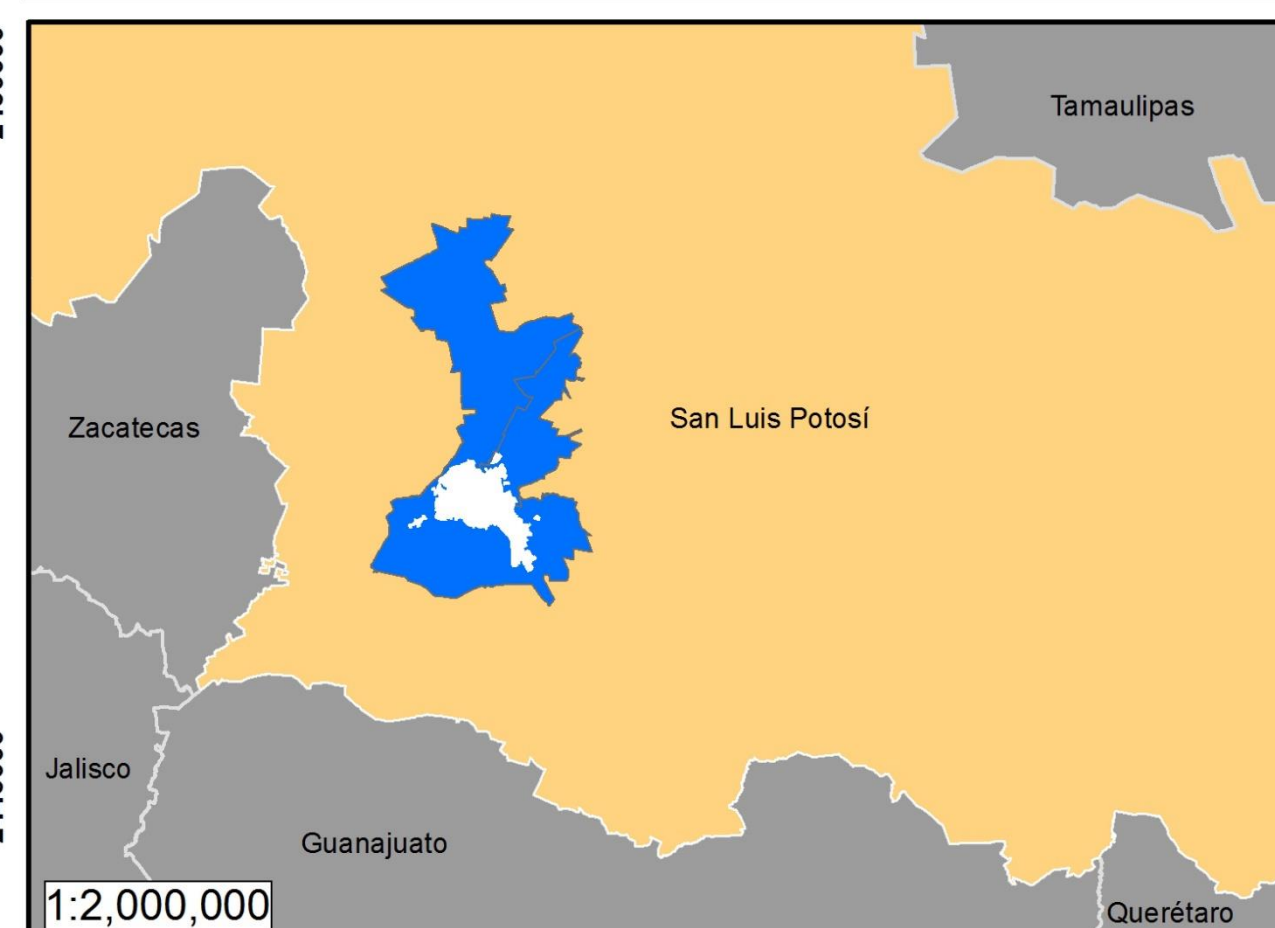 Tamaulipas
San Luis Potosí
Zacatecas
Jalisco
Guanajuato
1:2,000,000
Querétaro